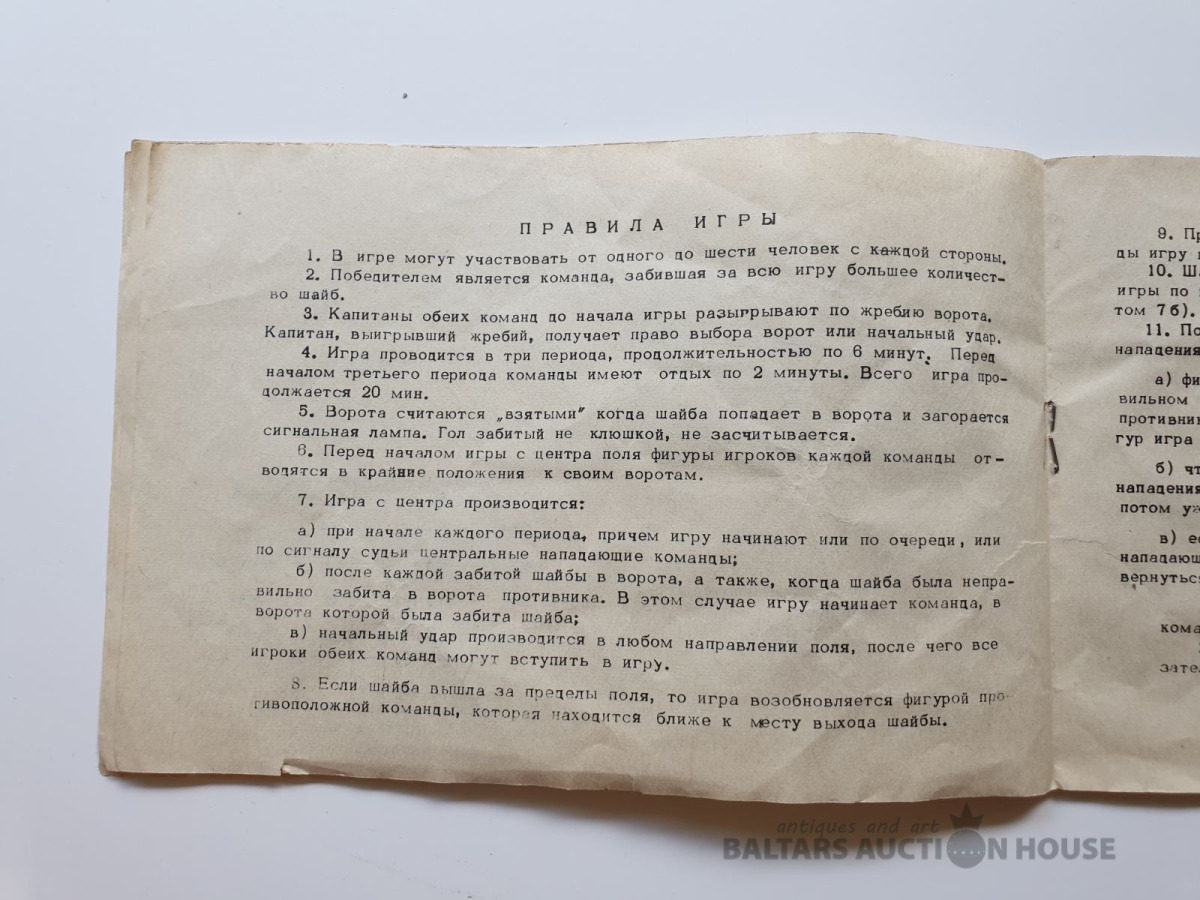 ПРАВИЛА ИГРЫ
1. В игре могут участвовать от одного до шести человек с каждой стороны.
2. Победителем является команда, забившая за всю игру большее количест-
во шайб.
3. Капитаны обеих команд до начала игры разыгрывают по жребию ворота.
Капитан, выигрывший жребий, получает право выбора ворот или начальный удар.
4. Игра проводится в три периода, продолжительностью по 6 минут. Перед
началом третьего периода команды имеют отдых по 2 минуты. Всего игра про-
должается 20 мин.
5. Ворота считаются „взятыми" когда шайба попадает в ворота и загорается
сигнальная лампа. Гол забитый не клюшкой, не засчитывается.
6. Перед началом игры с центра поля фигуры игроков каждой команды от-
водятся в крайние положения к своим воротам.
7. Игра с центра производится:
а) при начале каждого периода, причем игру начинают или по очереди, или
по сигналу судьи центральные нападающие команды;
б) после каждой забитой шайбы в ворота, а также, когда шайба была непра-
вильно забита в ворота противника. В этом случае игру начинает команда, в
ворота которой была забита шайба;
в) начальный удар производится в любом направлении поля, после чего все
игроки обеих команд могут вступить в игру.
8. Если шайба вышла за пределы поля, то игра возобновляется фигурой про-
тивоположной команды, которая находится ближе к месту выхода шайбы.
9. Пр
ды игру
10. Ш
игры по
том 7б).
11. По
нападения
а) фи
вильном
противни
гур игра
б) чт
нападения
потом
в) ес
нападающ
вернутьс
кома
зател
antiques and art
BALTARS AUCTION HOUSE